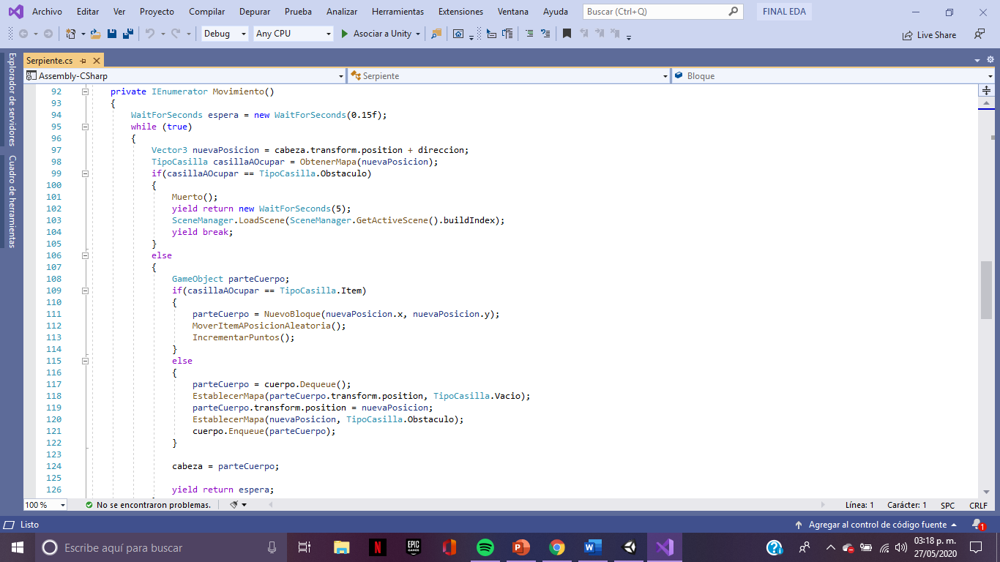 Archivo Editar Ver Proyecto Compilar Depurar Prueba Analizar Herramientas Extensiones Ventana Ayuda Buscar (Ctrl+Q) FINAL EDA
Debug Any CPU Asociar a Unity Live Share
Explorador de servidores
Cuadro de herramientas
Serpiente.cs
Assembly-CSharp Serpiente Bloque
92 private IEnumerator Movimiento()
93 {
94 WaitForSeconds espera = new WaitForSeconds(0.15f);
95 while (true)
96 {
97 Vector3 nuevaPosicion = cabeza.transform.position + direccion;
98 TipoCasilla casillaAOcupar = ObtenerMapa(nuevaPosicion);
99 if(casillaAOcupar == TipoCasilla.Obstaculo)
100 {
101 Muerto();
102 yield return new WaitForSeconds(5);
103 SceneManager.LoadScene(SceneManager.GetActiveScene().buildIndex);
104 yield break;
105 }
106 else
107 {
108 GameObject parteCuerpo;
109 if(casillaAOcupar == TipoCasilla.Item)
110 {
111 parteCuerpo = NuevoBloque(nuevaPosicion.x, nuevaPosicion.y);
112 MoverItemAPosicionAleatoria();
113 IncrementarPuntos();
114 }
115 else
116 {
117 parteCuerpo = cuerpo.Dequeue();
118 EstablecerMapa(parteCuerpo.transform.position, TipoCasilla.Vacio);
119 parteCuerpo.transform.position = nuevaPosicion;
120 EstablecerMapa(nuevaPosicion, TipoCasilla.Obstaculo);
121 cuerpo.Enqueue(parteCuerpo);
122 }
123
124 cabeza = parteCuerpo;
125
126 yield return espera;
100 % No se encontraron problemas. Línea: 1 Carácter: 1 SPC CRLF
Listo Agregar al control de código fuente 1
Escribe aquí para buscar
N EPIC GAMES P W
03:18 p. m.
27/05/2020